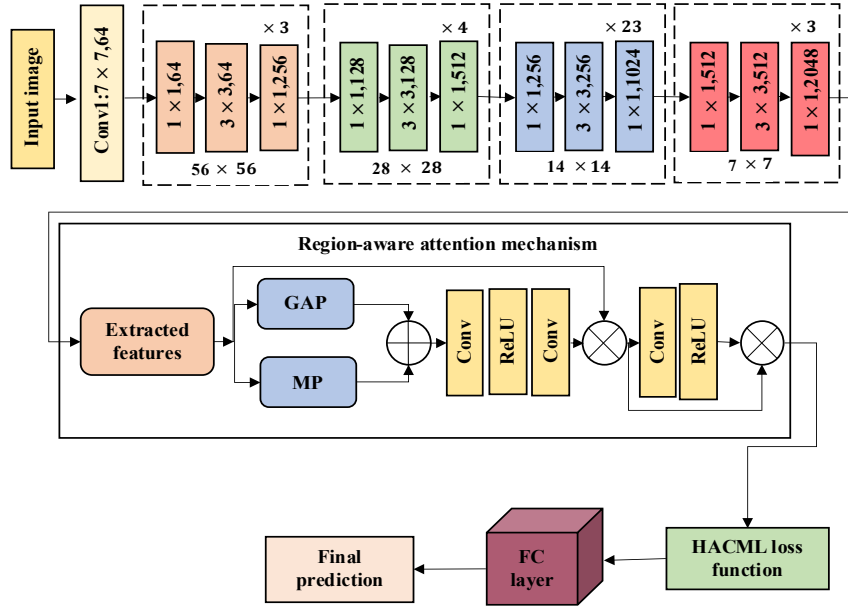 Input image
Conv1:7 × 7,64
× 3
1 × 1,64
3 × 3,64
1 × 1,256
56 × 56
× 4
1 × 1,128
3 × 3,128
1 × 1,512
28 × 28
× 23
1 × 1,256
3 × 3,256
1 × 1,1024
14 × 14
× 3
1 × 1,512
3 × 3,512
1 × 1,2048
7 × 7
Region-aware attention mechanism
Extracted
features
GAP
MP
Conv
ReLU
Conv
Conv
ReLU
HACML loss
function
FC
layer
Final
prediction